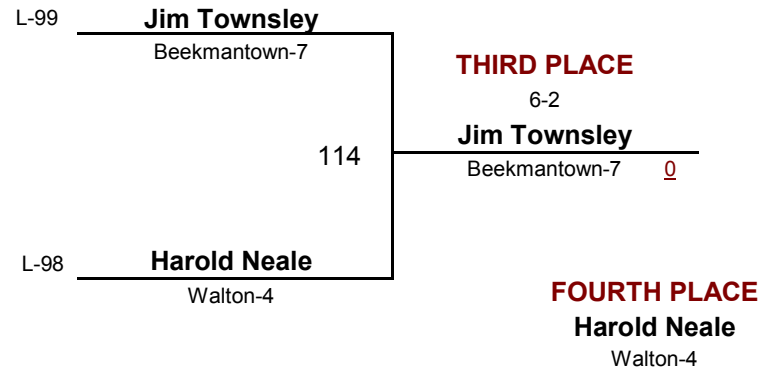 L-99 Jim Townsley
Beekmantown-7
THIRD PLACE
6-2
Jim Townsley
114
Beekmantown-7 0
L-98 Harold Neale
Walton-4
FOURTH PLACE
Harold Neale
Walton-4